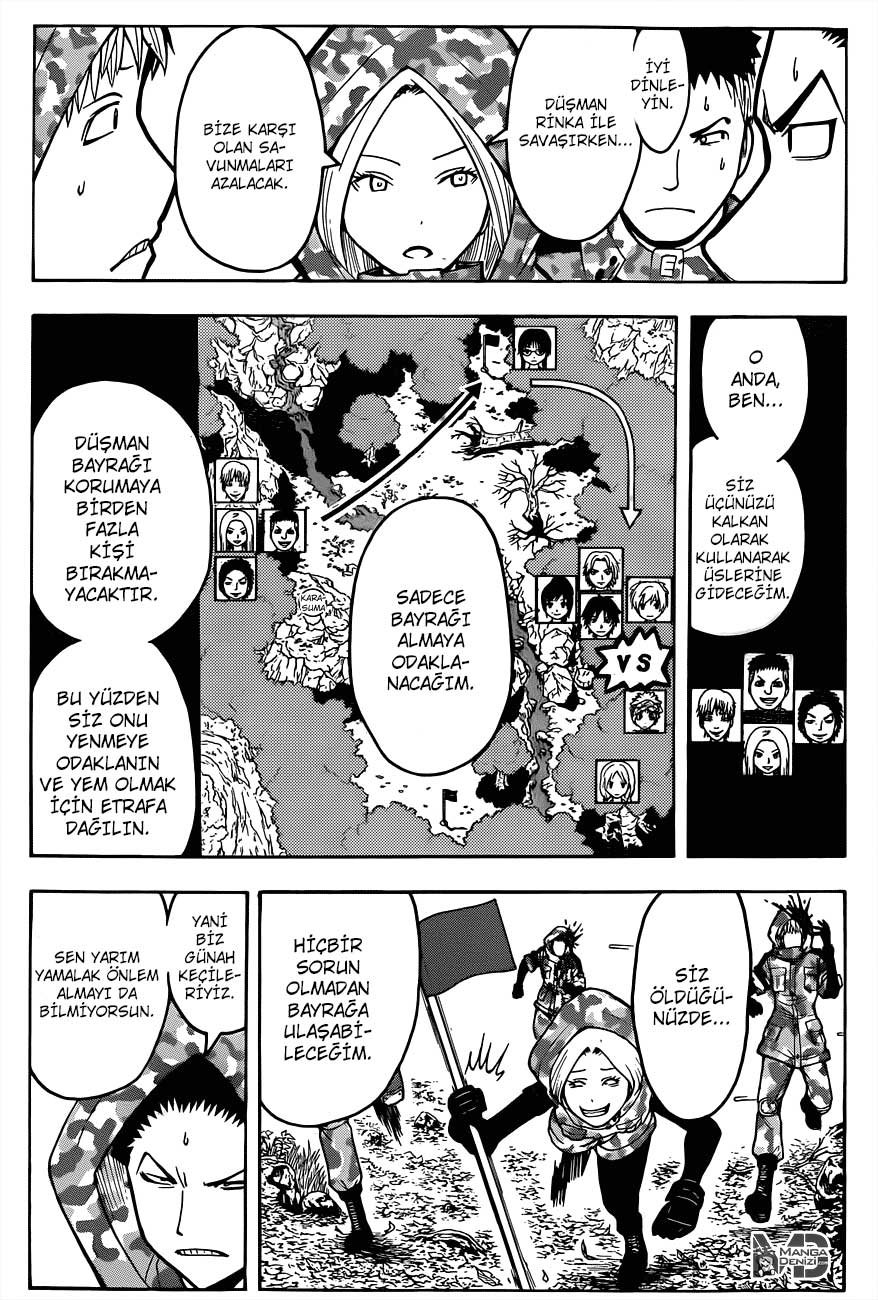 İYİ
DİNLE-
YİN.
DÜŞMAN
RİNKA İLE
SAVAŞIRKEN...
BİZE KARŞI
OLAN SA-
VUNMALARI
AZALACAK.
E
O
ANDA,
BEN...
SİZ
ÜÇÜNÜZÜ
KALKAN
OLARAK
KULLANARAK
ÜSLERİNE
GİDECEĞİM.
SADECE
BAYRAĞI
ALMAYA
ODAKLA-
NACAĞIM.
KARA-
SUMA
VS
DÜŞMAN
BAYRAĞI
KORUMAYA
BİRDEN
FAZLA
KİŞİ
BIRAKMA-
YACAKTIR.
BU YÜZDEN
SİZ ONU
YENMEYE
ODAKLANIN
VE YEM OLMAK
İÇİN ETRAFA
DAĞILIN.
SİZ
ÖLDÜĞÜ-
NÜZDE...
HİÇBİR
SORUN
OLMADAN
BAYRAĞA
ULAŞABİ-
LECEĞİM.
YANİ
BİZ
GÜNAH
KEÇİLE-
RİYİZ.
SEN YARIM
YAMALAK ÖNLEM
ALMAYI DA
BİLMİYORSUN.
MD
MANGA
DENİZİ.COM